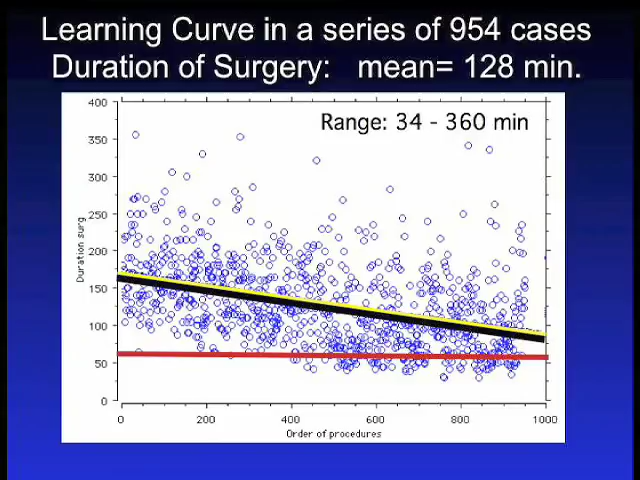 Learning Curve in a series of 954 cases
Duration of Surgery: mean= 128 min.
Range: 34 - 360 min
400
350
300
250
200
150
100
50
0
Duration surg
0 200 400 600 800 1000
Order of procedures